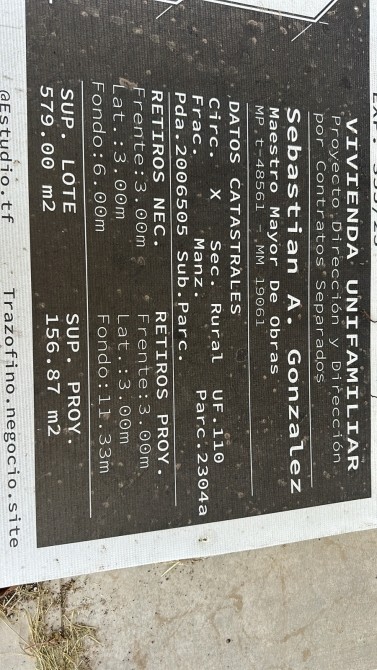 VIVIENDA UNIFAMILIAR
Proyecto,Dirección y Dirección
por Contratos Separados
Sebastian A. Gonzalez
Maestro Mayor De Obras
MP.t-48561 - MM 19061
DATOS CATASTRALES
Circ. X Sec. Rural UF.110
Frac. Manz. Parc.2304a
Pda.2006505 Sub.Parc.
RETIROS NEC. RETIROS PROY.
Frente:3.00m Frente:3.00m
Lat.:3.00m Lat.:3.00m
Fondo:6.00m Fondo:11.33m
SUP. LOTE SUP. PROY.
579.00 m2 156.87 m2
@Estudio.tf Trazofino.negocio.site